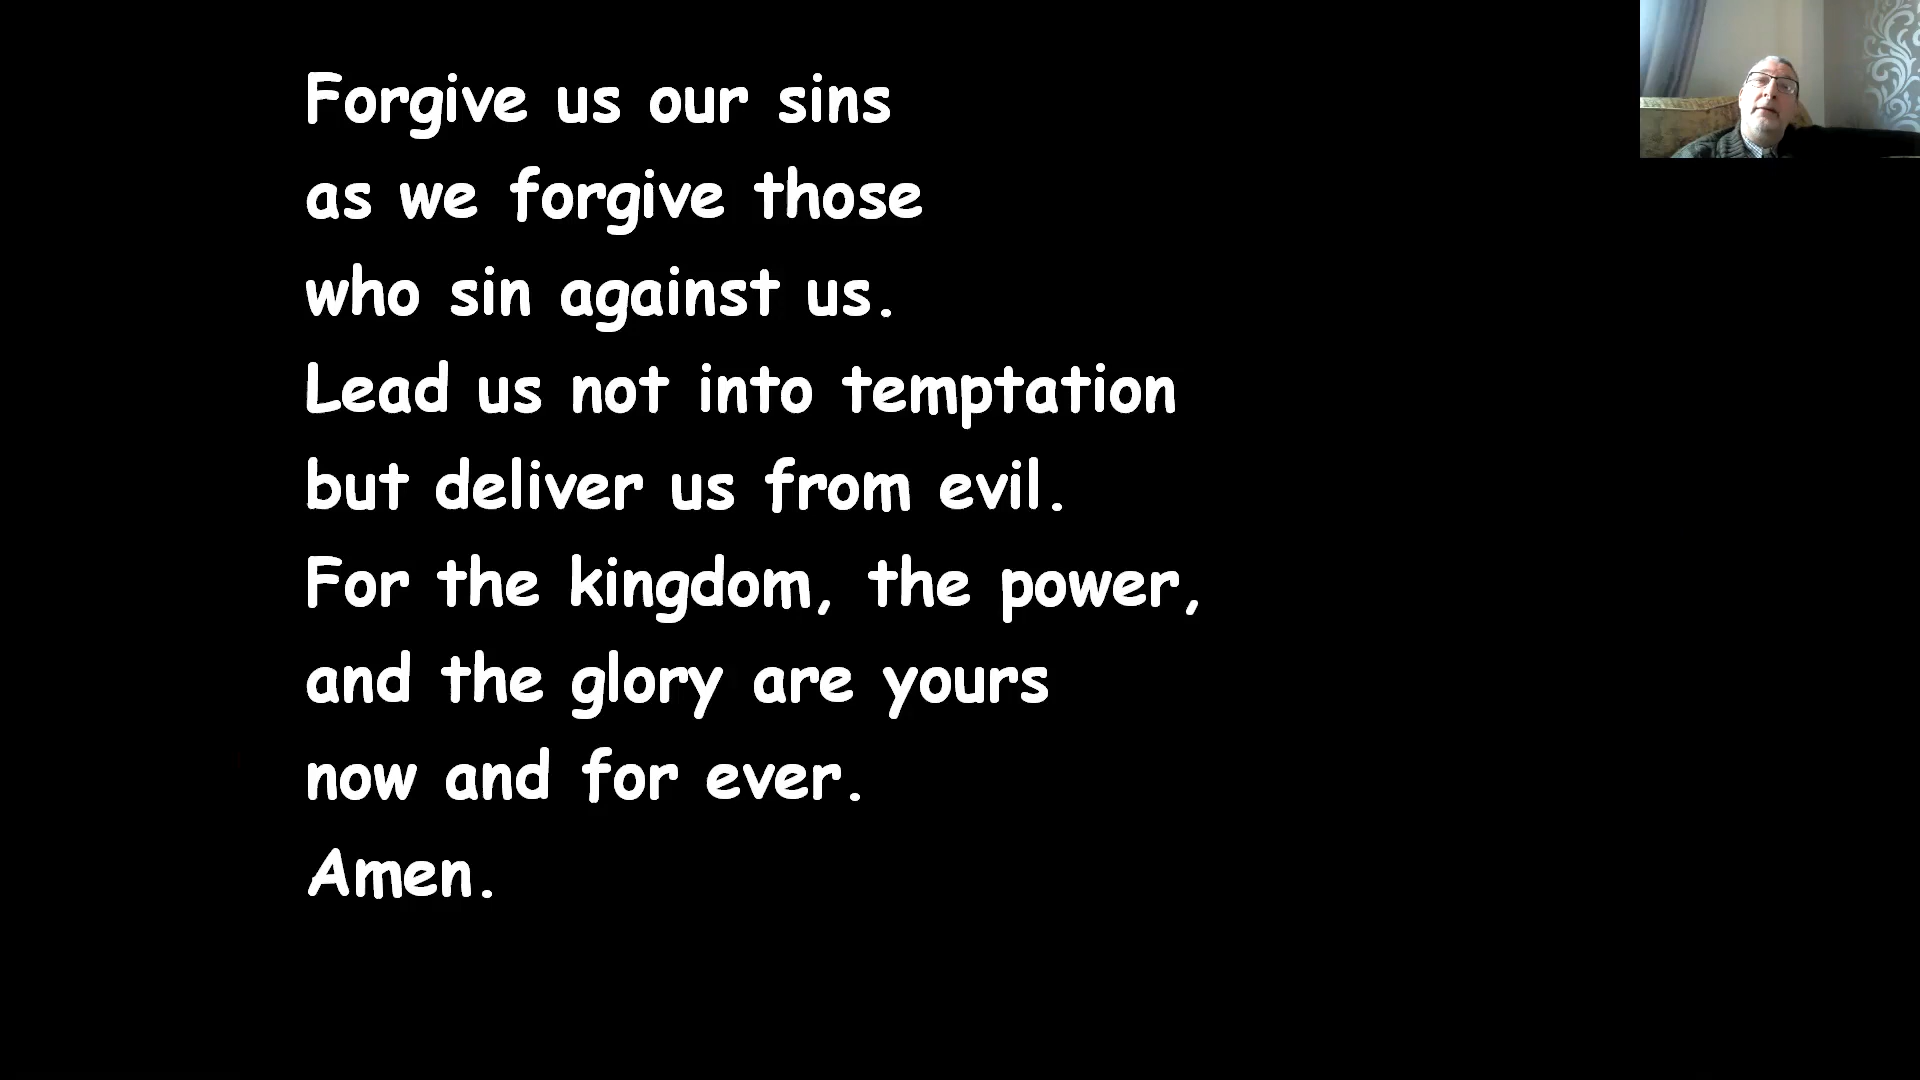 Forgive us our sins
as we forgive those
who sin against us.
Lead us not into temptation
but deliver us from evil.
For the kingdom, the power,
and the glory are yours
now and for ever.
Amen.